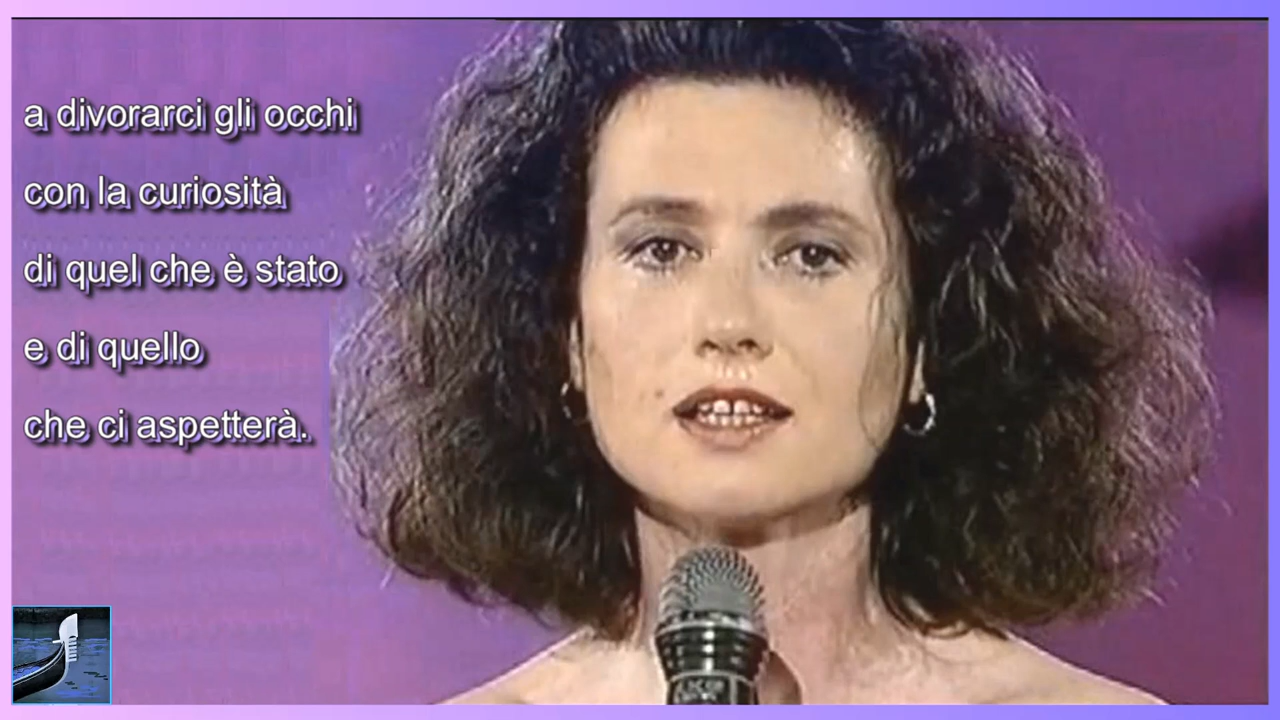 a divorarci gli occhi
con la curiosità
di quel che è stato
e di quello
che ci aspetterà.